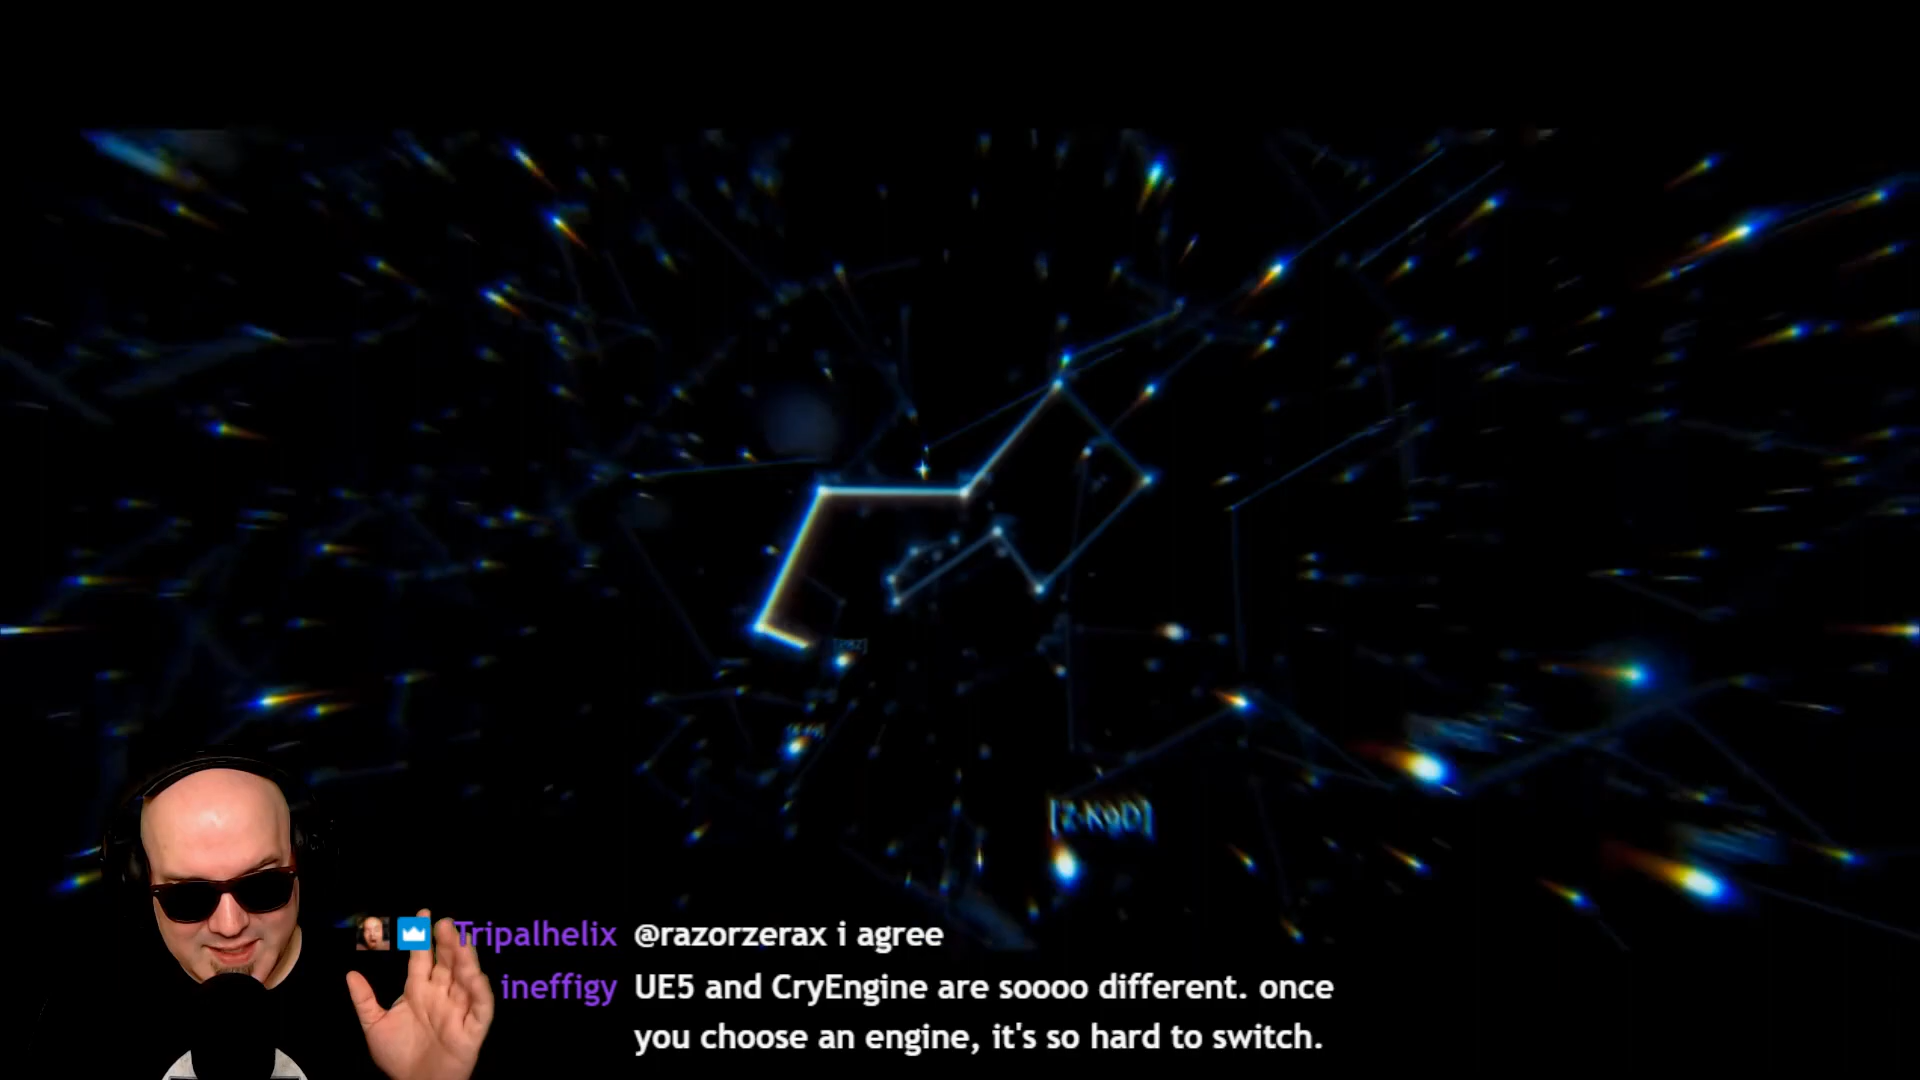 [Z-K9D]
Tripalhelix @razorzerax i agree
ineffigy UE5 and CryEngine are soooo different. once
you choose an engine, it's so hard to switch.